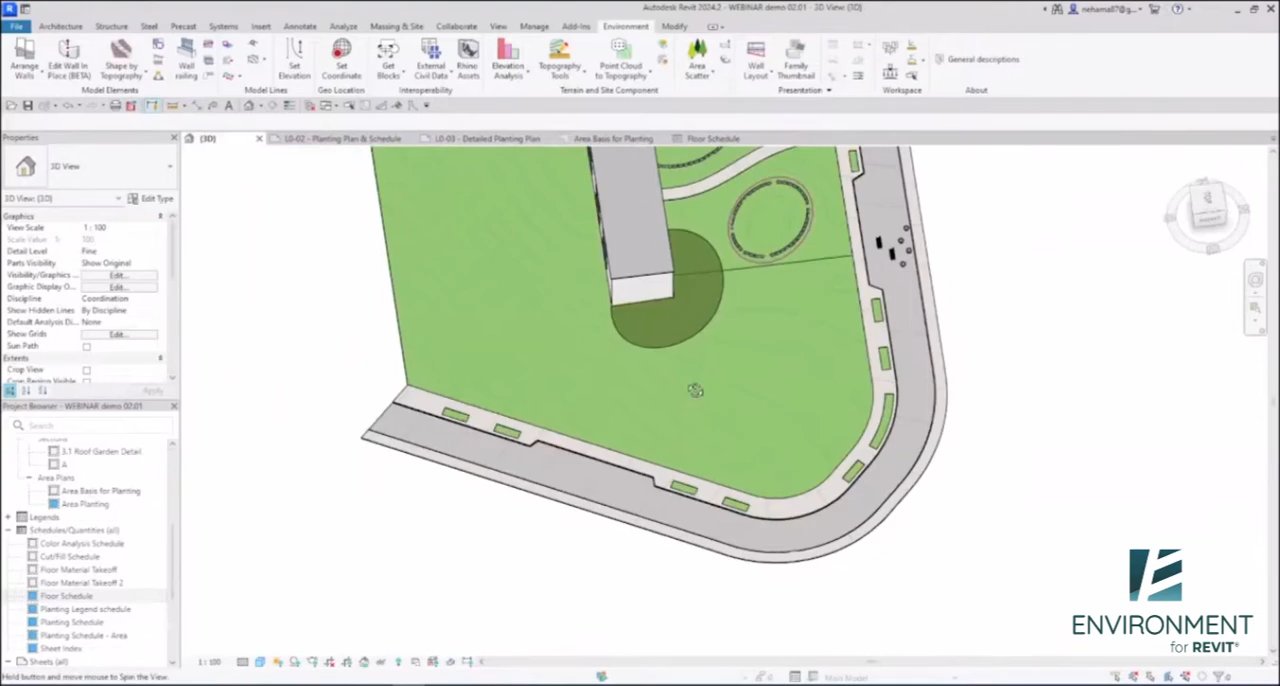 Autodesk Revit 2024.2 - WEBINAR demo 02.01 - 3D View: {3D}
nehama87@g...
File Architecture Structure Steel Precast Systems Insert Annotate Analyze Massing & Site Collaborate View Manage Add-Ins Environment Modify
Arrange Walls
Edit Wall In Place (BETA)
Shape by Topography
Wall railing
Set Elevation
Set Coordinate
Get Blocks
External Civil Data
Rhino Assets
Elevation Analysis
Topography Tools
Point Cloud to Topography
Area Scatter
Wall Layout
Family Thumbnail
General descriptions
Model Elements
Model Lines
Geo Location
Interoperability
Terrain and Site Component
Presentation
Workspace
About
Properties
{3D}
L0-02 - Planting Plan & Schedule
L0-03 - Detailed Planting Plan
Area Basis for Planting
Floor Schedule
3D View
3D View: {3D}
Edit Type
Graphics
View Scale 1 : 100
Scale Value 1: 100
Detail Level Fine
Parts Visibility Show Original
Visibility/Graphics ... Edit...
Graphic Display O... Edit...
Discipline Coordination
Show Hidden Lines By Discipline
Default Analysis Di... None
Show Grids Edit...
Sun Path
Extents
Crop View
Crop Region Visible
Apply
Project Browser - WEBINAR demo 02.01
Search
Sections
3.1 Roof Garden Detail
A
Area Plans
Area Basis for Planting
Area Planting
Legends
Schedules/Quantities (all)
Color Analysis Schedule
Cut/Fill Schedule
Floor Material Takeoff
Floor Material Takeoff 2
Floor Schedule
Planting Legend schedule
Planting Schedule
Planting Schedule - Area
Sheet Index
Sheets (all)
1 : 100
Hold button and move mouse to Spin the View.
:0
Main Model
:0
ENVIRONMENT
for REVIT®